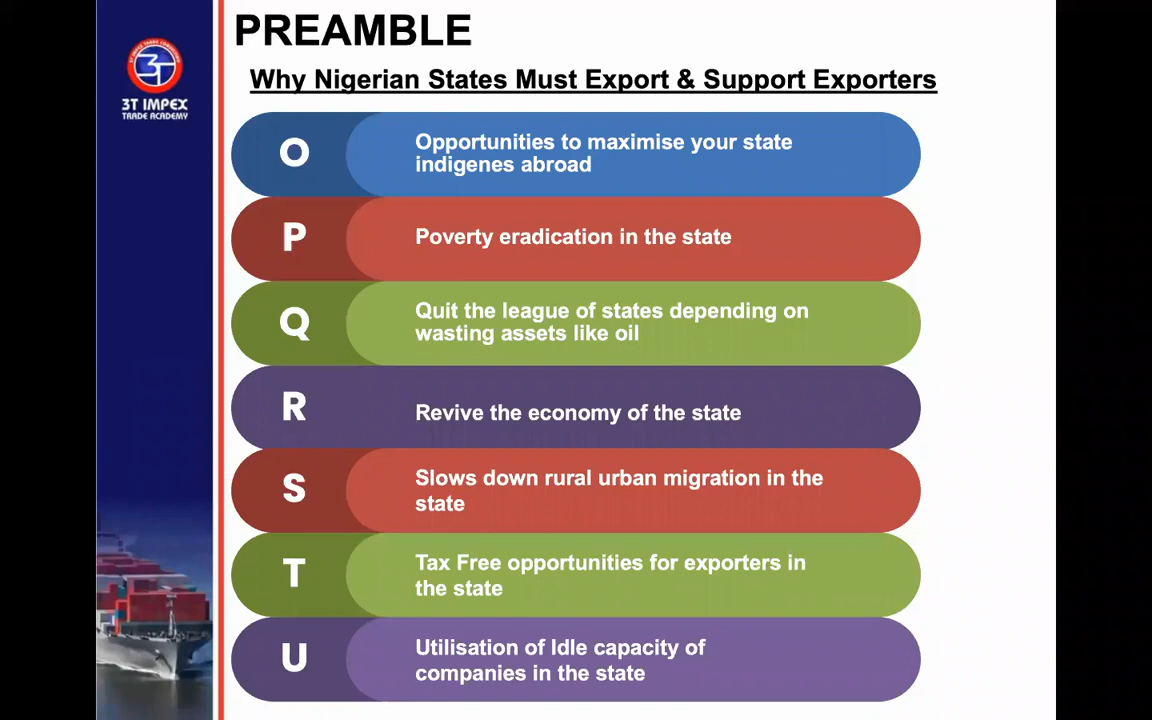 PREAMBLE
Why Nigerian States Must Export & Support Exporters
3T IMPEX
TRADE ACADEMY
O
Opportunities to maximise your state
indigenes abroad
P
Poverty eradication in the state
Q
Quit the league of states depending on
wasting assets like oil
R
Revive the economy of the state
S
Slows down rural urban migration in the
state
T
Tax Free opportunities for exporters in
the state
U
Utilisation of Idle capacity of
companies in the state